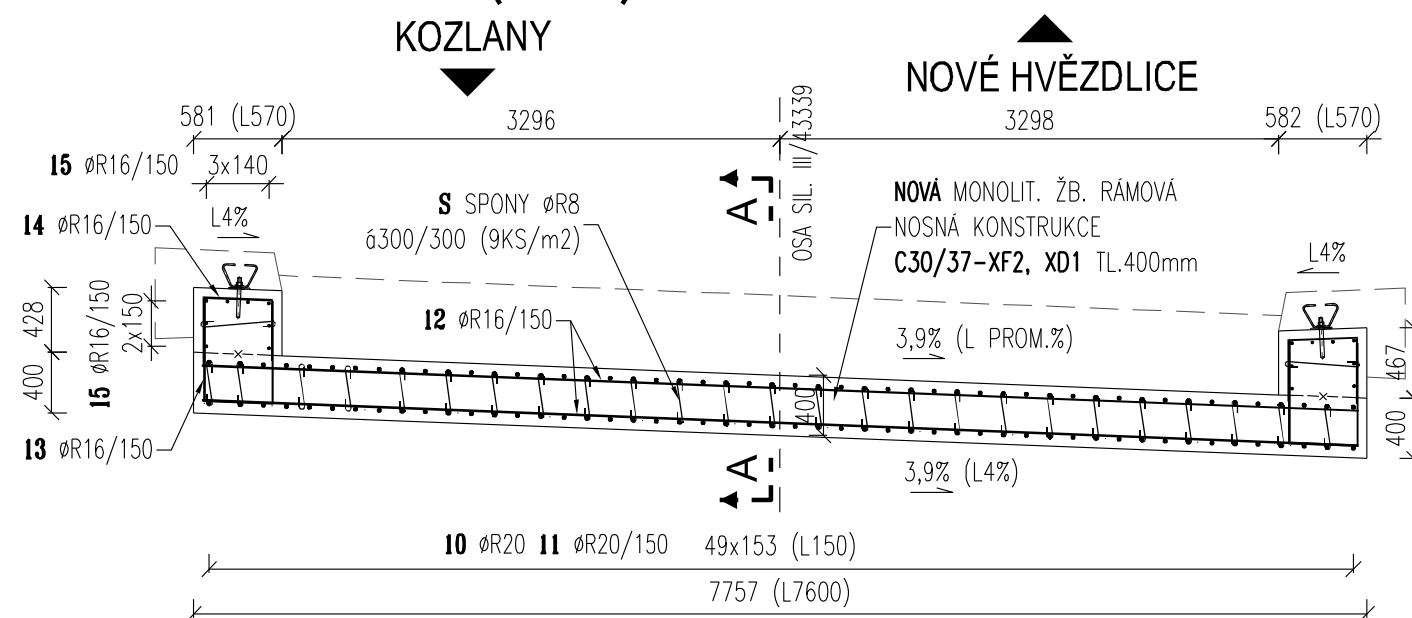 KOZLANY
NOVÉ HVĚZDLICE
581 (L570)
3296
OSA SIL. III/43339
3298
582 (L570)
15 øR16/150
3x140
14 øR16/150
L4%
S SPONY øR8
á300/300 (9KS/m2)
A
NOVÁ MONOLIT. ŽB. RÁMOVÁ
NOSNÁ KONSTRUKCE
C30/37-XF2, XD1 TL.400mm
L4%
428
400
15 øR16/150
2x150
12 øR16/150
3,9% (L PROM.%)
467
400
400
13 øR16/150
A
3,9% (L4%)
10 øR20 11 øR20/150 49x153 (L150)
7757 (L7600)